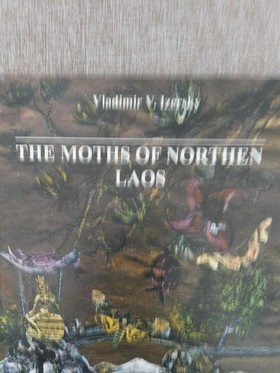 Vladimir V. Izersky
THE MOTHS OF NORTHEN
LAOS